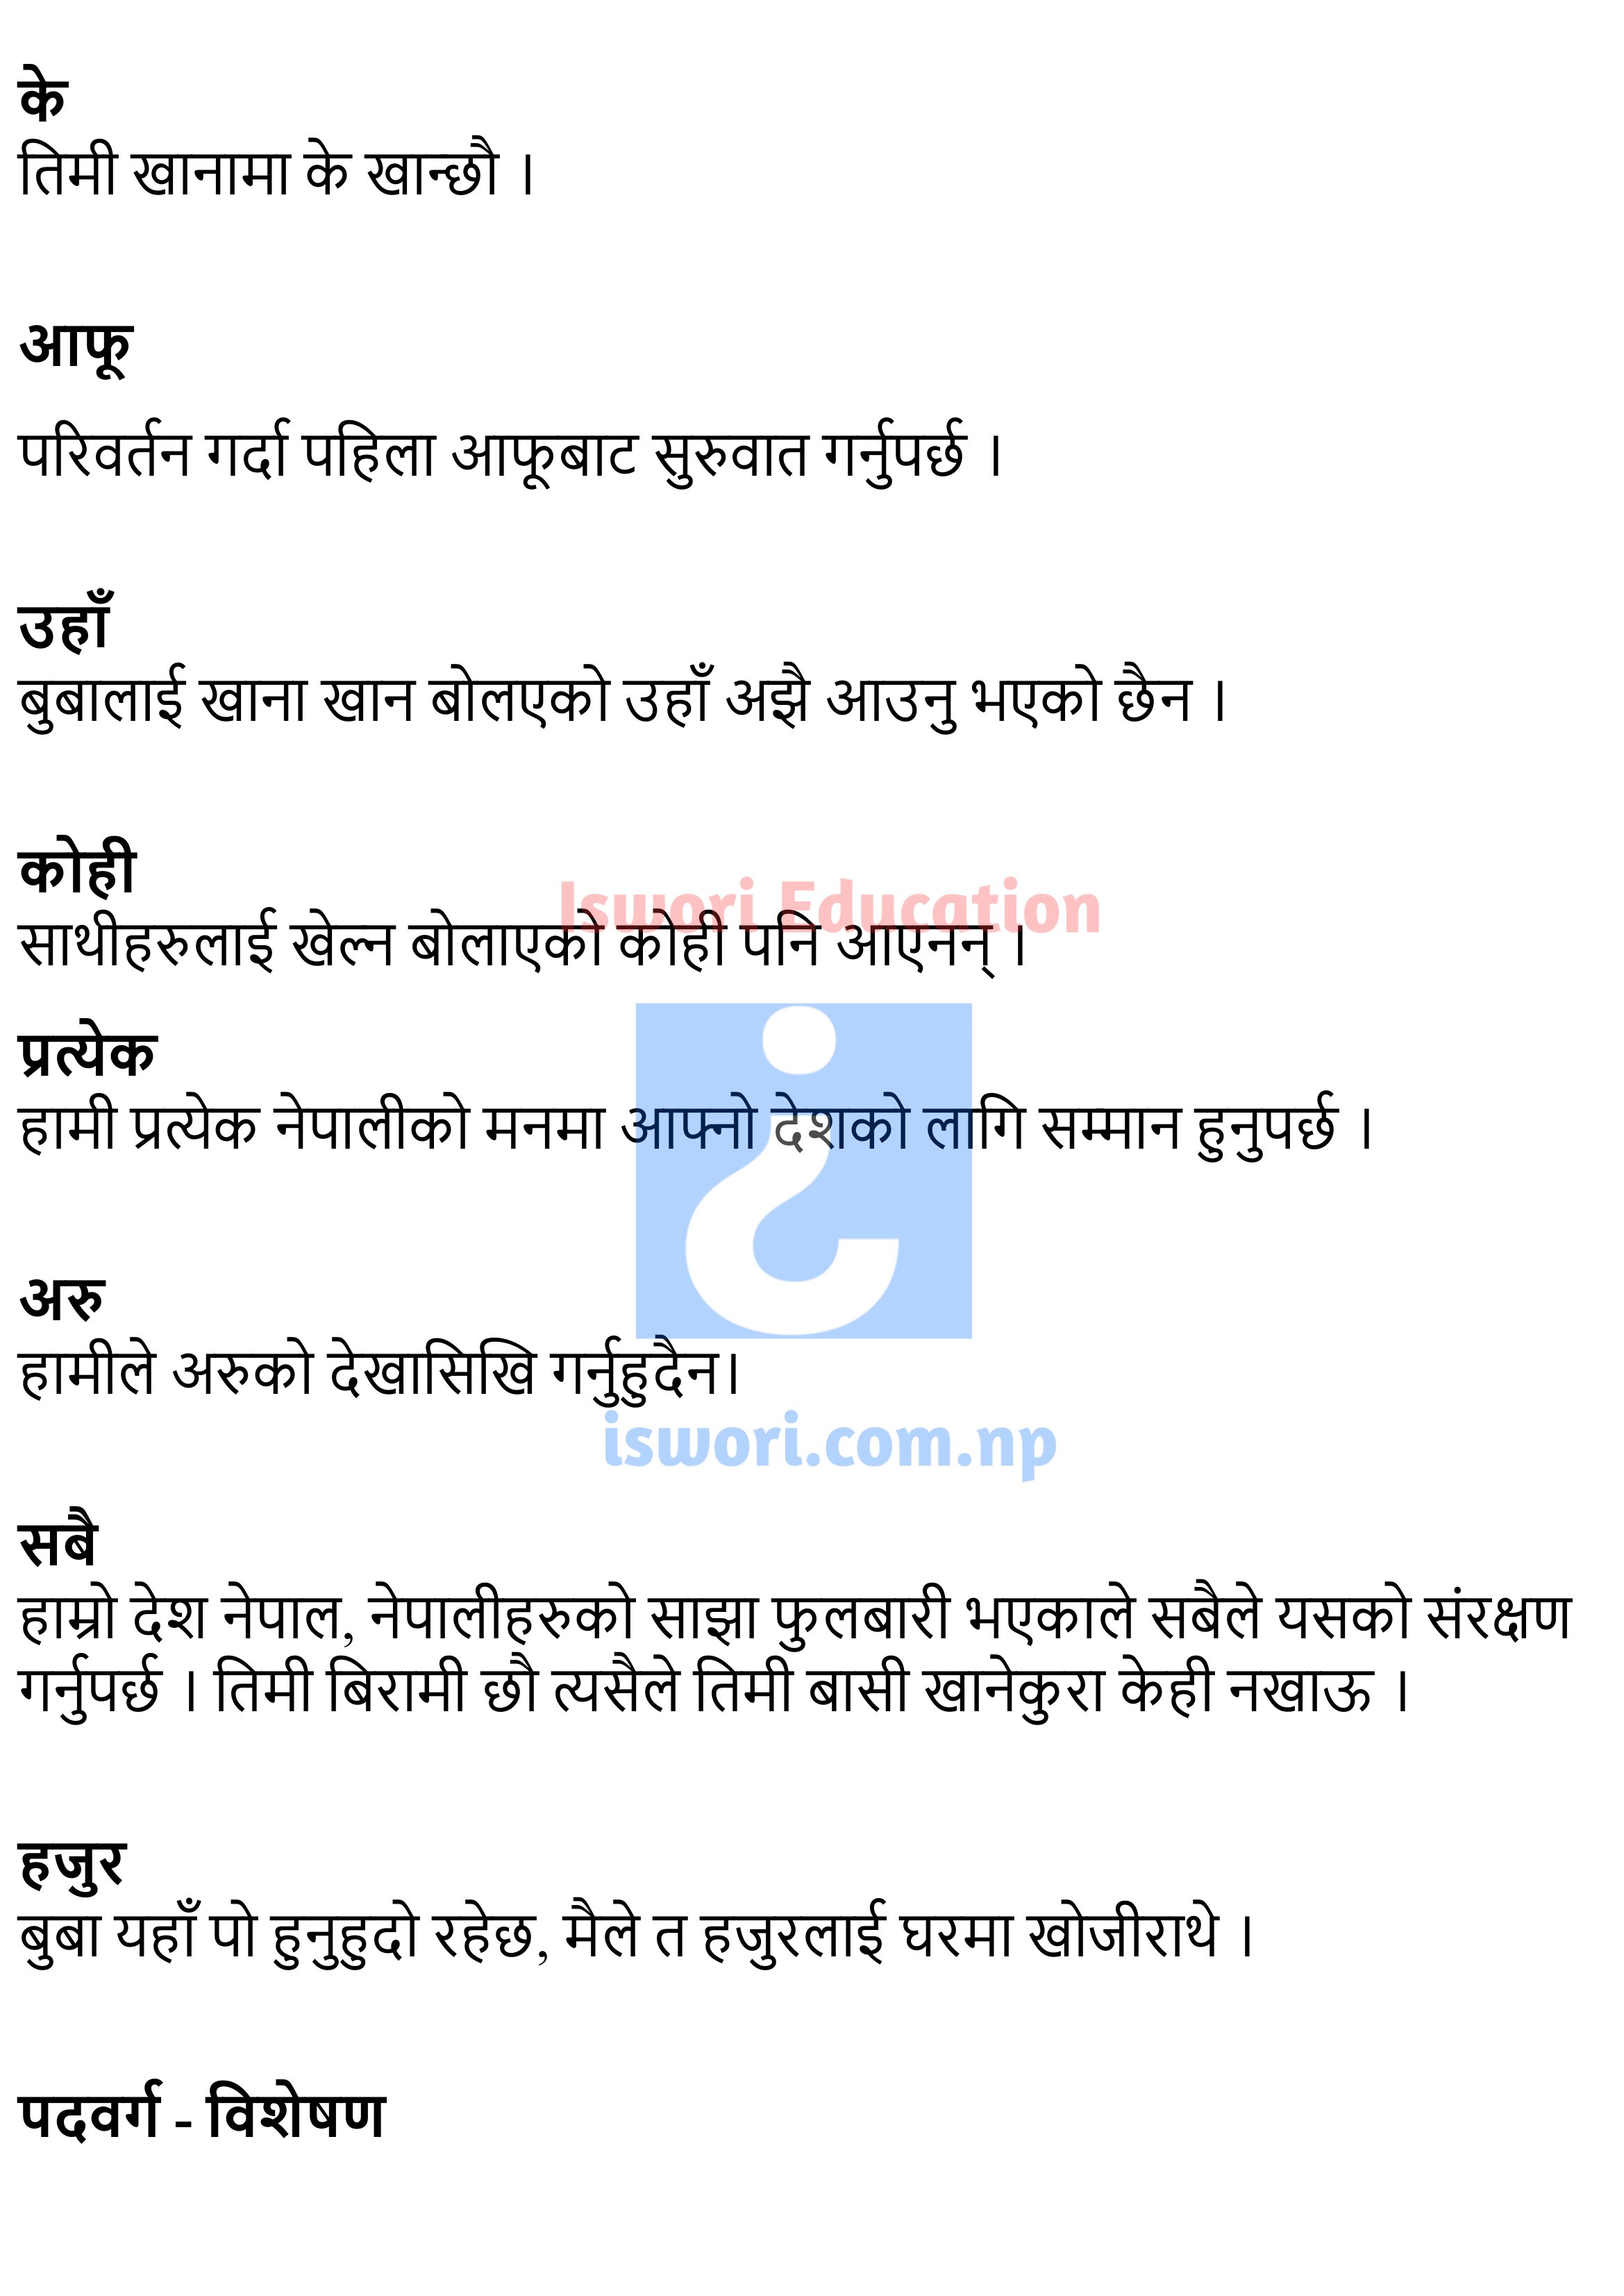 के
तिमी खानामा के खान्छौ ।
आफू
परिवर्तन गर्दा पहिला आफूबाट सुरुवात गर्नुपर्छ ।
उहाँ
बुबालाई खाना खान बोलएको उहाँ अझै आउनु भएको छैन ।
कोही
Iswori Education
साथीहरुलाई खेल्न बोलाएको कोही पनि आएनन् ।
प्रत्येक
हामी प्रत्येक नेपालीको मनमा आफ्नो देशको लागि सम्मान हुनुपर्छ ।
अरु
हामीले अरुको देखासिखि गर्नुहुदैन।
iswori.com.np
सबै
हाम्रो देश नेपाल, नेपालीहरुको साझा फुलबारी भएकाले सबैले यसको संरक्षण
गर्नुपर्छ । तिमी बिरामी छौ त्यसैले तिमी बासी खानेकुरा केही नखाऊ ।
हजुर
बुबा यहाँ पो हुनुहुदो रहेछ, मैले त हजुरलाई घरमा खोजीराथे ।
पदवर्ग - विशेषण